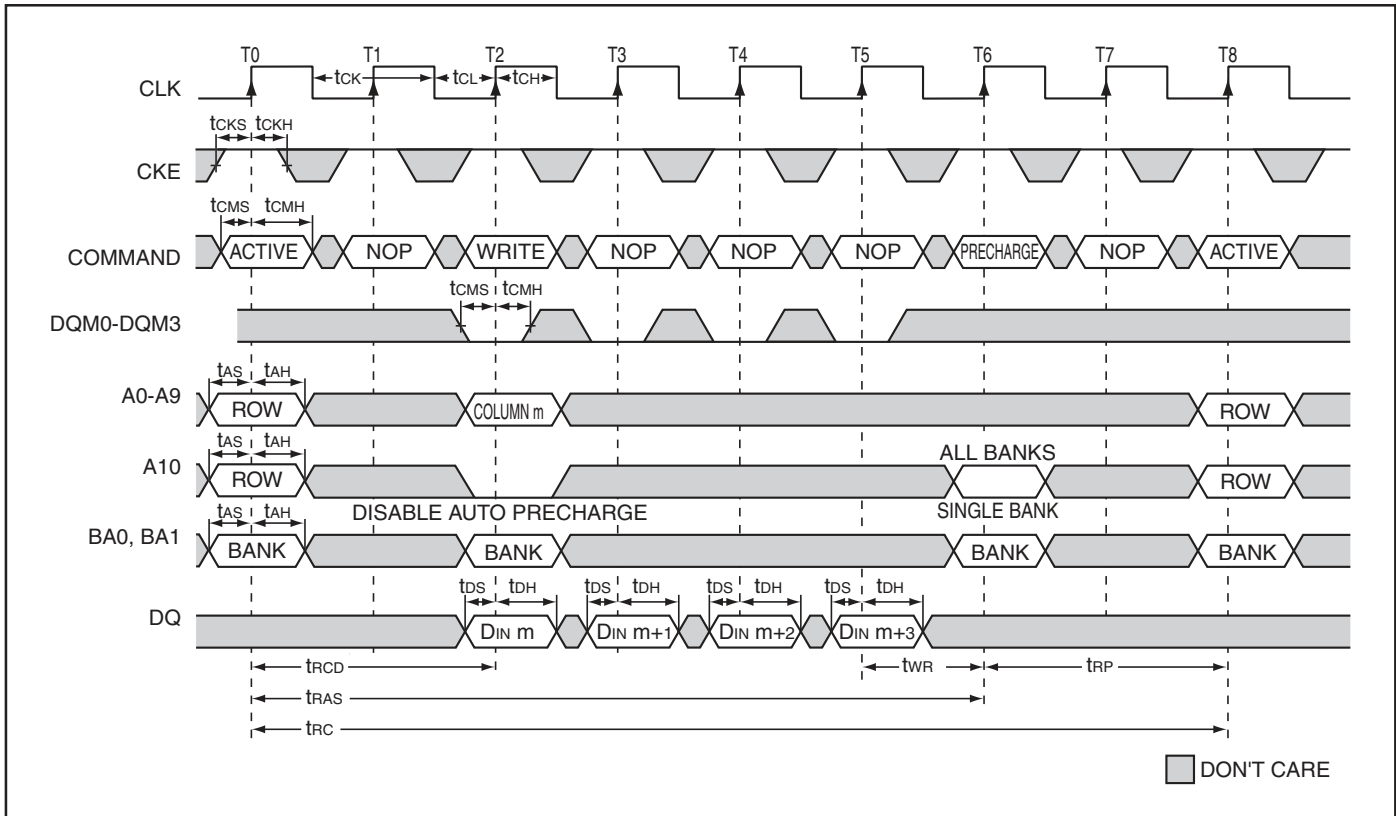 T0 T1 T2 T3 T4 T5 T6 T7 T8
CLK tCK tCL tCH
tCKS tCKH
CKE
tCMS tCMH
COMMAND ACTIVE NOP WRITE NOP NOP NOP PRECHARGE NOP ACTIVE
tCMS tCMH
DQM0-DQM3
tAS tAH
A0-A9 ROW COLUMN m ROW
tAS tAH ALL BANKS
A10 ROW ROW
tAS tAH DISABLE AUTO PRECHARGE SINGLE BANK
BA0, BA1 BANK BANK BANK BANK
tDS tDH tDS tDH tDS tDH tDS tDH
DQ DIN m DIN m+1 DIN m+2 DIN m+3
tRCD tWR tRP
tRAS
tRC
DON'T CARE